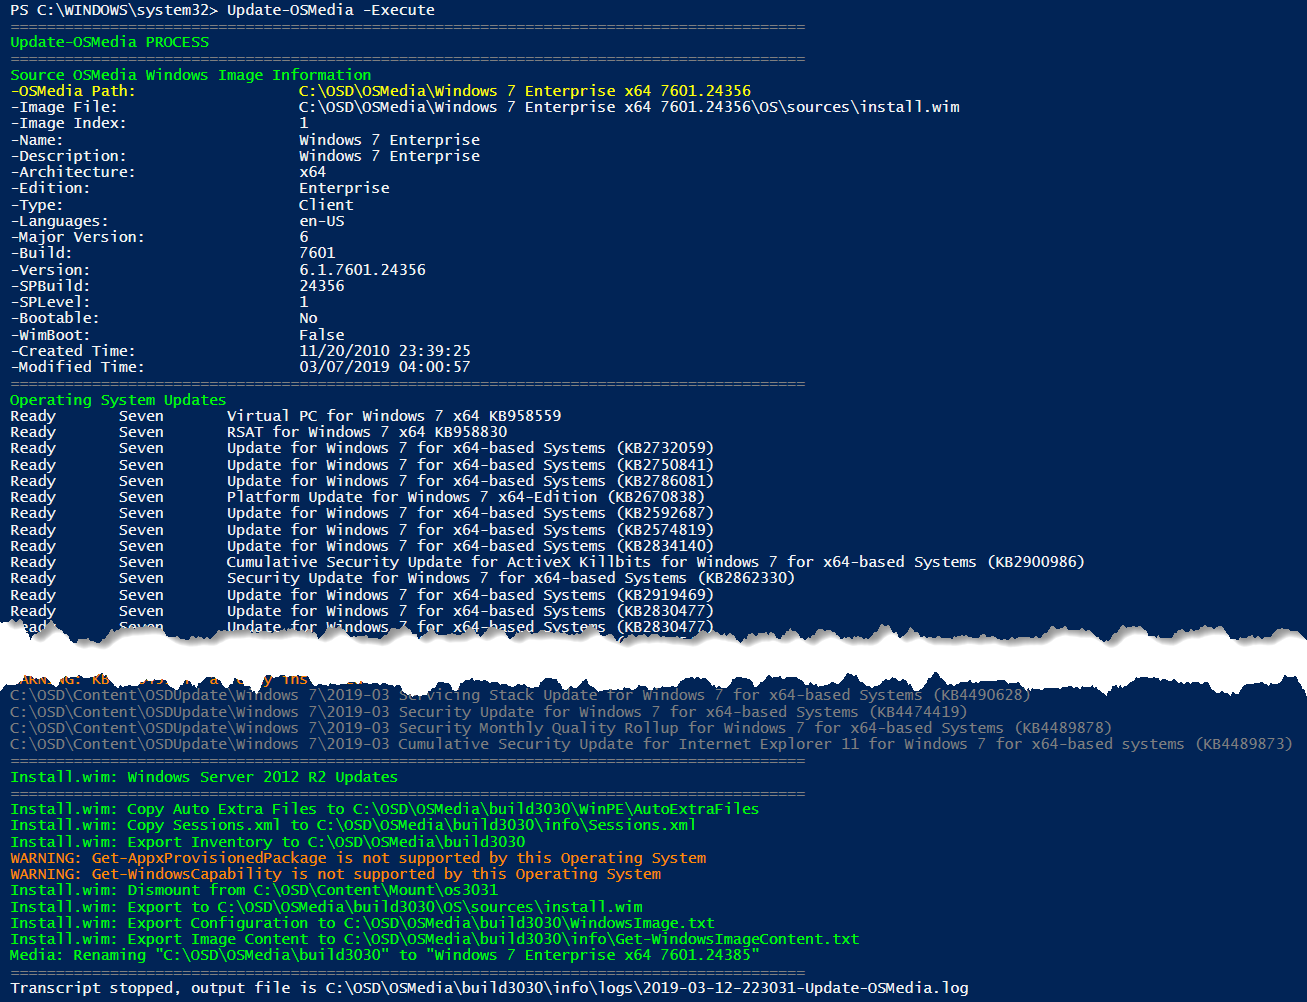 PS C:\WINDOWS\system32> Update-OSMedia -Execute
========================================================================================
Update-OSMedia PROCESS
========================================================================================
Source OSMedia Windows Image Information
-OSMedia Path: C:\OSD\OSMedia\Windows 7 Enterprise x64 7601.24356
-Image File: C:\OSD\OSMedia\Windows 7 Enterprise x64 7601.24356\OS\sources\install.wim
-Image Index: 1
-Name: Windows 7 Enterprise
-Description: Windows 7 Enterprise
-Architecture: x64
-Edition: Enterprise
-Type: Client
-Languages: en-US
-Major Version: 6
-Build: 7601
-Version: 6.1.7601.24356
-SPBuild: 24356
-SPLevel: 1
-Bootable: No
-WimBoot: False
-Created Time: 11/20/2010 23:39:25
-Modified Time: 03/07/2019 04:00:57
========================================================================================
Operating System Updates
Ready Seven Virtual PC for Windows 7 x64 KB958559
Ready Seven RSAT for Windows 7 x64 KB958830
Ready Seven Update for Windows 7 for x64-based Systems (KB2732059)
Ready Seven Update for Windows 7 for x64-based Systems (KB2750841)
Ready Seven Update for Windows 7 for x64-based Systems (KB2786081)
Ready Seven Platform Update for Windows 7 x64-Edition (KB2670838)
Ready Seven Update for Windows 7 for x64-based Systems (KB2592687)
Ready Seven Update for Windows 7 for x64-based Systems (KB2574819)
Ready Seven Update for Windows 7 for x64-based Systems (KB2834140)
Ready Seven Cumulative Security Update for ActiveX Killbits for Windows 7 for x64-based Systems (KB2900986)
Ready Seven Security Update for Windows 7 for x64-based Systems (KB2862330)
Ready Seven Update for Windows 7 for x64-based Systems (KB2919469)
Ready Seven Update for Windows 7 for x64-based Systems (KB2830477)
Ready Seven Update for Windows 7 for x64-based Systems (KB2830477)
C:\OSD\Content\OSDUpdate\Windows 7\2019-03 Servicing Stack Update for Windows 7 for x64-based Systems (KB4490628)
C:\OSD\Content\OSDUpdate\Windows 7\2019-03 Security Update for Windows 7 for x64-based Systems (KB4474419)
C:\OSD\Content\OSDUpdate\Windows 7\2019-03 Security Monthly Quality Rollup for Windows 7 for x64-based Systems (KB4489878)
C:\OSD\Content\OSDUpdate\Windows 7\2019-03 Cumulative Security Update for Internet Explorer 11 for Windows 7 for x64-based systems (KB4489873)
========================================================================================
Install.wim: Windows Server 2012 R2 Updates
========================================================================================
Install.wim: Copy Auto Extra Files to C:\OSD\OSMedia\build3030\WinPE\AutoExtraFiles
Install.wim: Copy Sessions.xml to C:\OSD\OSMedia\build3030\info\Sessions.xml
Install.wim: Export Inventory to C:\OSD\OSMedia\build3030
WARNING: Get-AppxProvisionedPackage is not supported by this Operating System
WARNING: Get-WindowsCapability is not supported by this Operating System
Install.wim: Dismount from C:\OSD\Content\Mount\os3031
Install.wim: Export to C:\OSD\OSMedia\build3030\OS\sources\install.wim
Install.wim: Export Configuration to C:\OSD\OSMedia\build3030\WindowsImage.txt
Install.wim: Export Image Content to C:\OSD\OSMedia\build3030\info\Get-WindowsImageContent.txt
Media: Renaming "C:\OSD\OSMedia\build3030" to "Windows 7 Enterprise x64 7601.24385"
========================================================================================
Transcript stopped, output file is C:\OSD\OSMedia\build3030\info\logs\2019-03-12-223031-Update-OSMedia.log